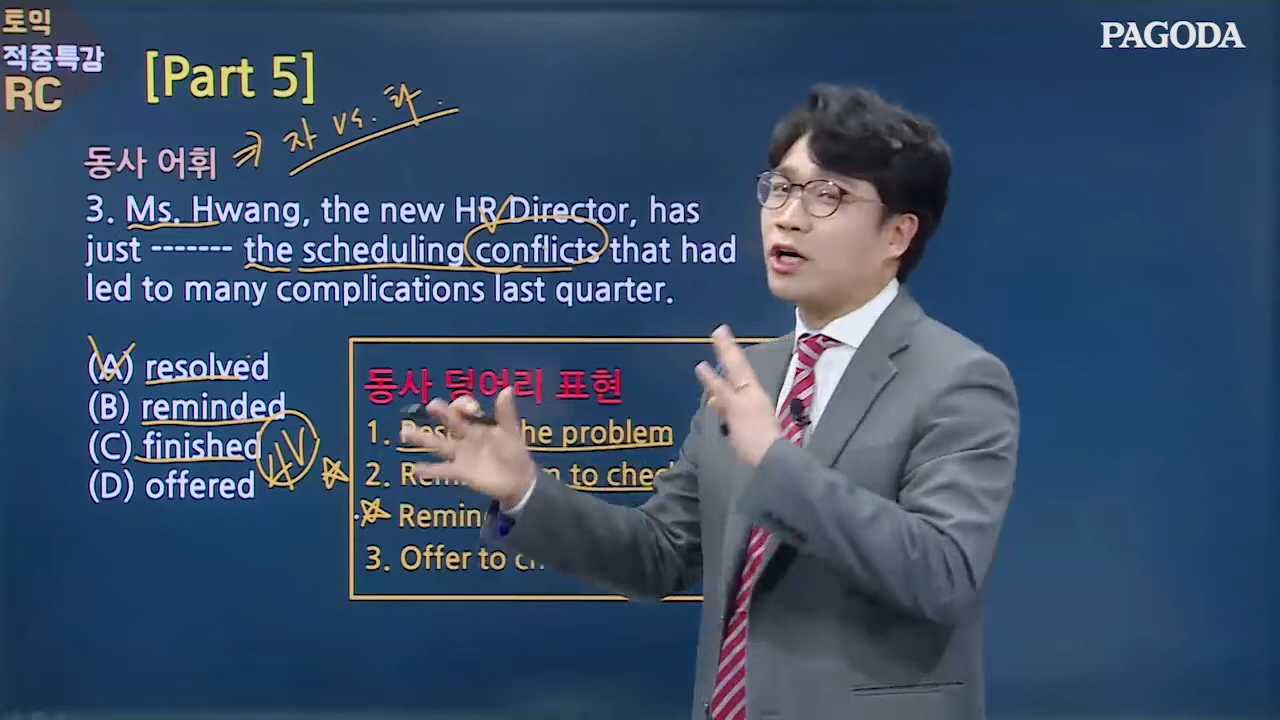 토익
적중특강
RC
PAGODA
[Part 5]
동사 어휘 ⇒ 자 vs. 타.
3. Ms. Hwang, the new HR Director, has
just ------- the scheduling conflicts that had
led to many complications last quarter.
(A) resolved
(B) reminded
(C) finished
(D) offered
동사 덩어리 표현
1. the problem
2. to
3. Offer to